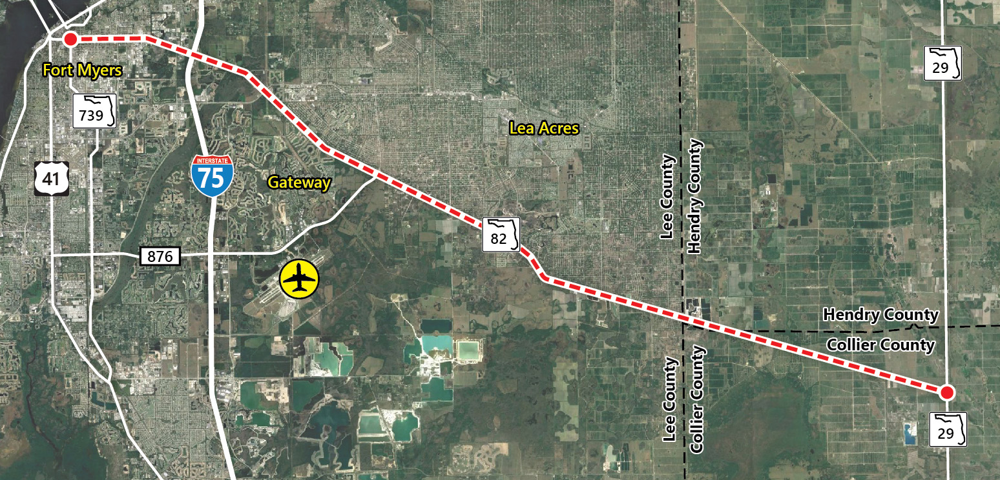 29
Fort Myers
739
Lea Acres
Lee County
Hendry County
INTERSTATE
75
41
Gateway
82
876
Hendry County
Collier County
Lee County
Collier County
29